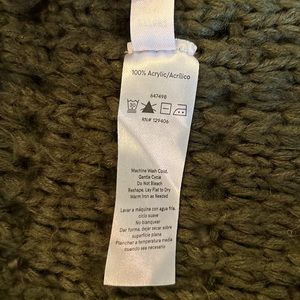 100% Acrylic/Acrílico
647498
30
RN# 129406
Machine Wash Cold,
Gentle Cycle
Do Not Bleach
Reshape, Lay Flat to Dry
Warm Iron as Needed
Lavar a máquina con agua fría,
ciclo suave
No blanquear
Dar forma, dejar secar sobre
superficie plana
Planchar a temperatura media
cuando sea necesario